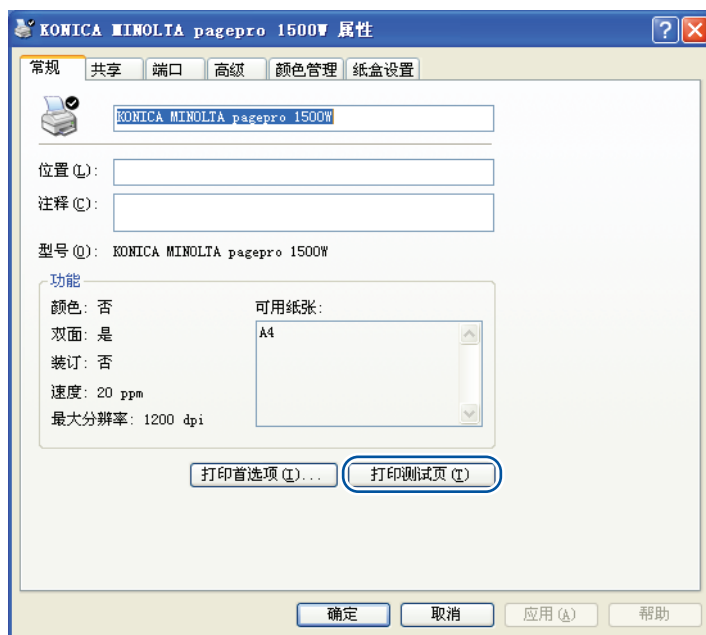 KONICA MINOLTA pagepro 1500W 属性
常规 共享 端口 高级 颜色管理 纸盒设置
KONICA MINOLTA pagepro 1500W
位置(L):
注释(C):
型号(O): KONICA MINOLTA pagepro 1500W
功能
颜色: 否 可用纸张:
双面: 是 A4
装订: 否
速度: 20 ppm
最大分辨率: 1200 dpi
打印首选项(I)... 打印测试页(T)
确定 取消 应用(A) 帮助